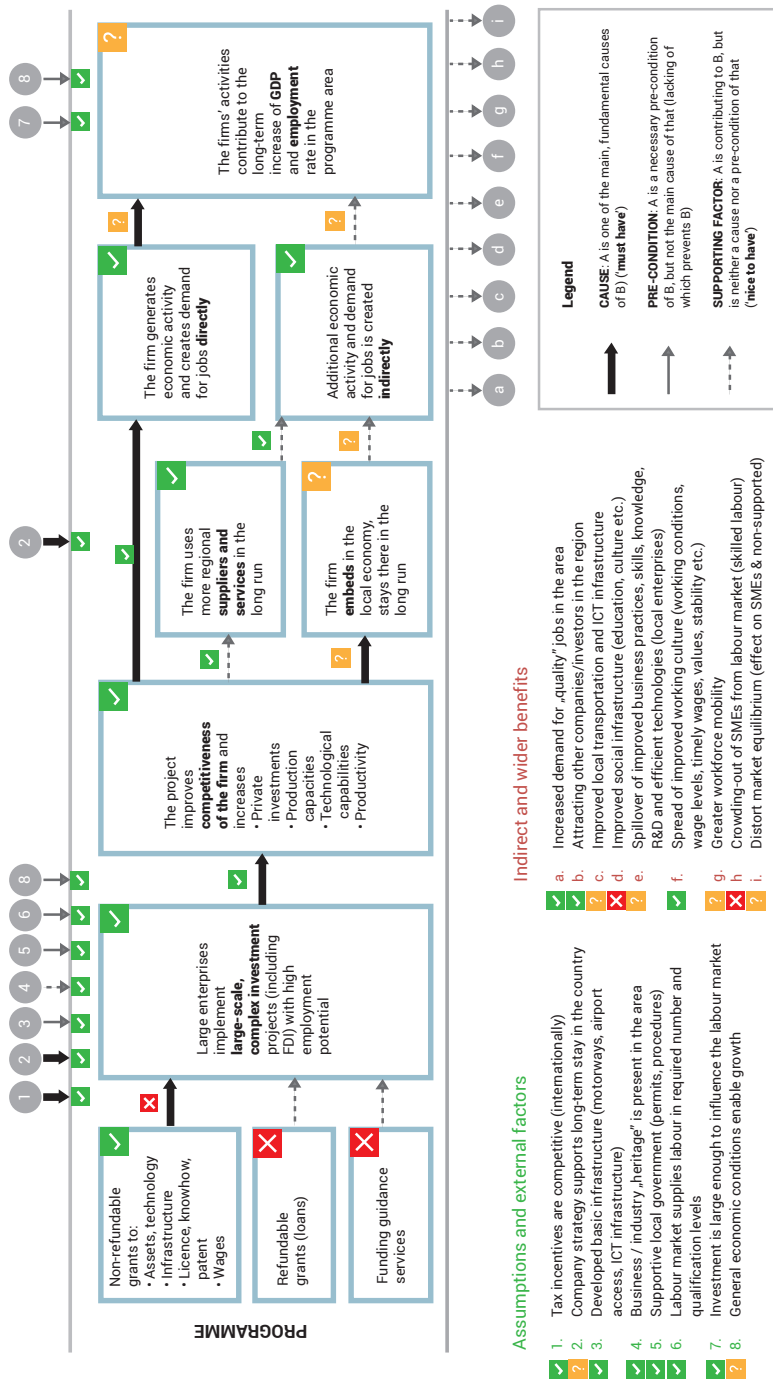 PROGRAMME
Non-refundable
grants to:
• Assets, technology
• Infrastructure
• Licence, knowhow,
patent
• Wages
Refundable
grants (loans)
Funding guidance
services
1
2
3
4
5
6
8
Large enterprises
implement
large-scale,
complex investment
projects (including
FDI) with high
employment
potential
The project
improves
competitiveness
of the firm and
increases
• Private
investments
• Production
capacities
• Technological
capabilities
• Productivity
2
The firm uses
more regional
suppliers and
services in the
long run
The firm
embeds in the
local economy,
stays there in the
long run
The firm generates
economic activity
and creates demand
for jobs directly
Additional economic
activity and demand
for jobs is created
indirectly
7
8
The firms' activities
contribute to the
long-term
increase of GDP
and employment
rate in the
programme area
a
b
c
d
e
f
g
h
i
Assumptions and external factors
1. Tax incentives are competitive (internationally)
2. Company strategy supports long-term stay in the country
3. Developed basic infrastructure (motorways, airport
access, ICT infrastructure)
4. Business / industry „heritage" is present in the area
5. Supportive local government (permits, procedures)
6. Labour market supplies labour in required number and
qualification levels
7. Investment is large enough to influence the labour market
8. General economic conditions enable growth
Indirect and wider benefits
a. Increased demand for „quality" jobs in the area
b. Attracting other companies/investors in the region
c. Improved local transportation and ICT infrastructure
d. Improved social infrastructure (education, culture etc.)
e. Spillover of improved business practices, skills, knowledge,
R&D and efficient technologies (local enterprises)
f. Spread of improved working culture (working conditions,
wage levels, timely wages, values, stability etc.)
g. Greater workforce mobility
h Crowding-out of SMEs from labour market (skilled labour)
i. Distort market equilibrium (effect on SMEs & non-supported)
Legend
CAUSE: A is one of the main, fundamental causes
of B) ('must have')
PRE-CONDITION: A is a necessary pre-condition
of B, but not the main cause of that (lacking of
which prevents B)
SUPPORTING FACTOR: A is contributing to B, but
is neither a cause nor a pre-condition of that
('nice to have')